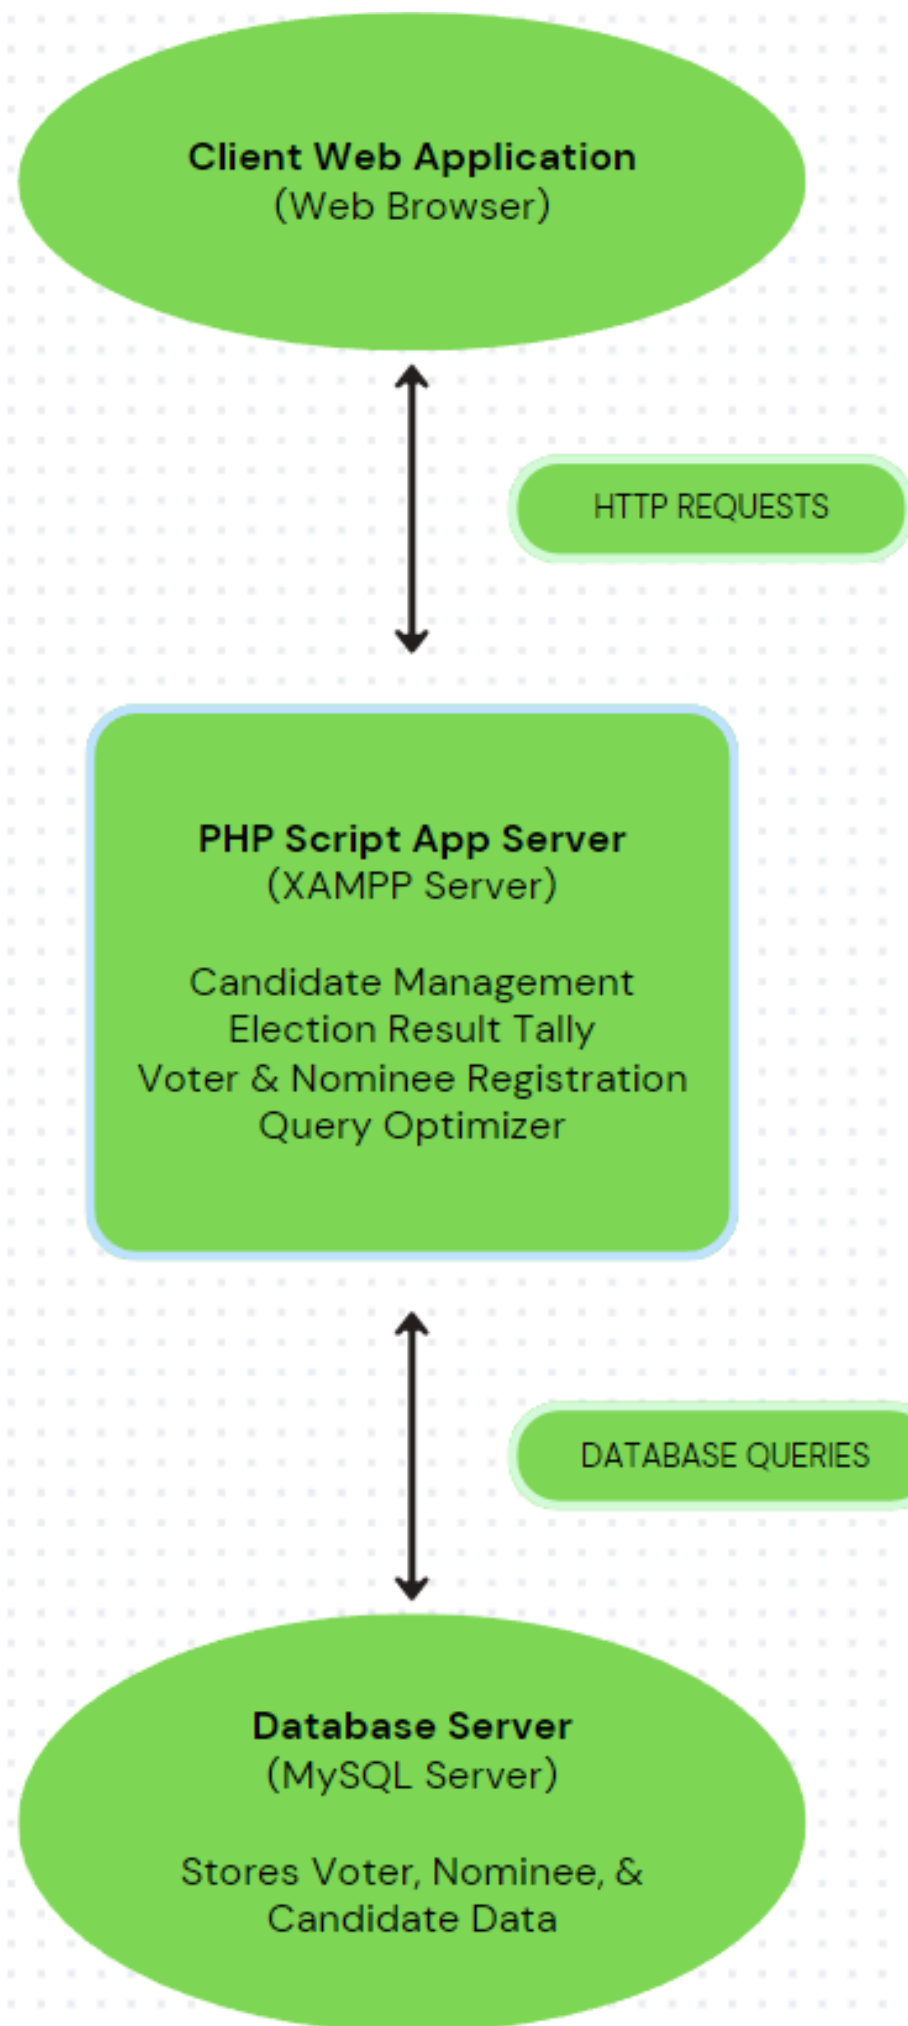 Client Web Application
(Web Browser)
HTTP REQUESTS
PHP Script App Server
(XAMPP Server)
Candidate Management
Election Result Tally
Voter & Nominee Registration
Query Optimizer
DATABASE QUERIES
Database Server
(MySQL Server)
Stores Voter, Nominee, &
Candidate Data